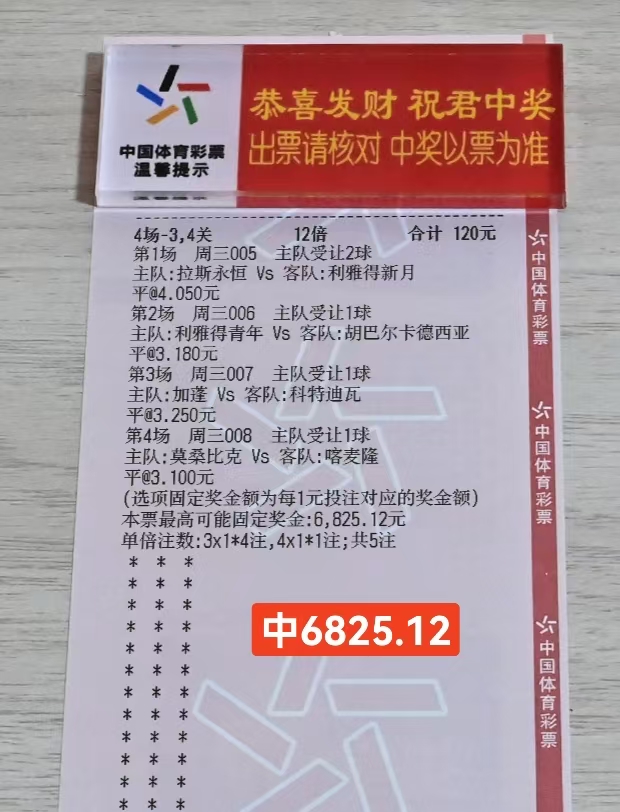 恭喜发财 祝君中奖
中国体育彩票
温馨提示
出票请核对 中奖以票为准
4场-3,4关 12倍 合计 120元
第1场 周三005 主队受让2球
主队:拉斯永恒 Vs 客队:利雅得新月
平@4.050元
第2场 周三006 主队受让1球
主队:利雅得青年 Vs 客队:胡巴尔卡德西亚
平@3.180元
第3场 周三007 主队受让1球
主队:加蓬 Vs 客队:科特迪瓦
平@3.250元
第4场 周三008 主队受让1球
主队:莫桑比克 Vs 客队:喀麦隆
平@3.100元
(选项固定奖金额为每1元投注对应的奖金额)
本票最高可能固定奖金:6,825.12元
单倍注数:3x1*4注,4x1*1注;共5注
* * *
* * *
* * *
* * *
* * *
* * *
* * *
* * *
* * *
* * *
* * *
* * *
中6825.12
中国体育彩票
中国体育彩票
中国体育彩票